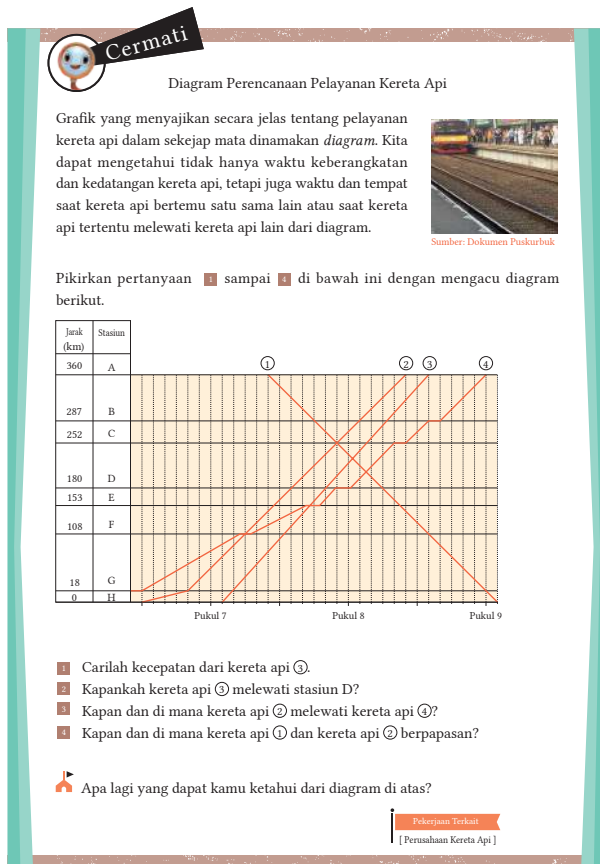 Cermati
Diagram Perencanaan Pelayanan Kereta Api
Grafik yang menyajikan secara jelas tentang pelayanan
kereta api dalam sekejap mata dinamakan diagram. Kita
dapat mengetahui tidak hanya waktu keberangkatan
dan kedatangan kereta api, tetapi juga waktu dan tempat
saat kereta api bertemu satu sama lain atau saat kereta
api tertentu melewati kereta api lain dari diagram.
Sumber: Dokumen Puskurbuk
Pikirkan pertanyaan 1 sampai 4 di bawah ini dengan mengacu diagram
berikut.
Jarak (km) Stasiun
1 2 3 4
360 A
287 B
252 C
180 D
153 E
108 F
18 G
0 H
Pukul 7 Pukul 8 Pukul 9
1 Carilah kecepatan dari kereta api 3.
2 Kapankah kereta api 3 melewati stasiun D?
3 Kapan dan di mana kereta api 2 melewati kereta api 4?
4 Kapan dan di mana kereta api 1 dan kereta api 2 berpapasan?
Apa lagi yang dapat kamu ketahui dari diagram di atas?
Pekerjaan Terkait
[ Perusahaan Kereta Api ]